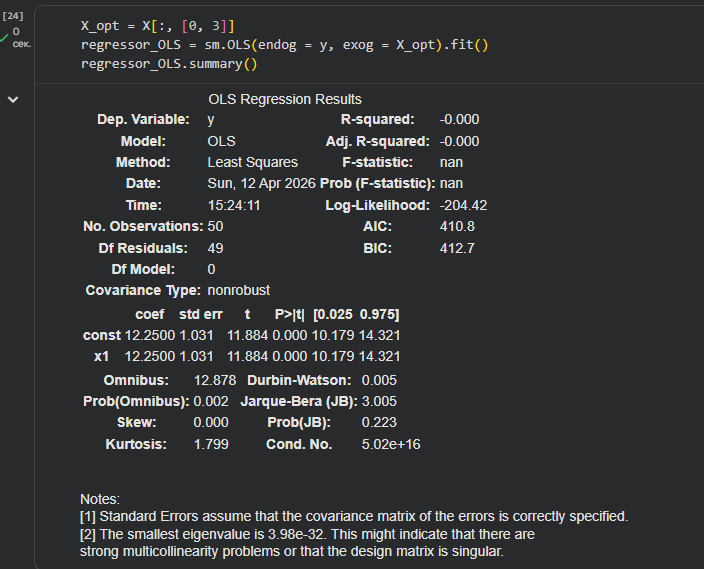 [24]
0
сек.
X_opt = X[:, [0, 3]]
regressor_OLS = sm.OLS(endog = y, exog = X_opt).fit()
regressor_OLS.summary()
OLS Regression Results
Dep. Variable: y R-squared: -0.000
Model: OLS Adj. R-squared: -0.000
Method: Least Squares F-statistic: nan
Date: Sun, 12 Apr 2026 Prob (F-statistic): nan
Time: 15:24:11 Log-Likelihood: -204.42
No. Observations: 50 AIC: 410.8
Df Residuals: 49 BIC: 412.7
Df Model: 0
Covariance Type: nonrobust
coef std err t P>|t| [0.025 0.975]
const 12.2500 1.031 11.884 0.000 10.179 14.321
x1 12.2500 1.031 11.884 0.000 10.179 14.321
Omnibus: 12.878 Durbin-Watson: 0.005
Prob(Omnibus): 0.002 Jarque-Bera (JB): 3.005
Skew: 0.000 Prob(JB): 0.223
Kurtosis: 1.799 Cond. No. 5.02e+16
Notes:
[1] Standard Errors assume that the covariance matrix of the errors is correctly specified.
[2] The smallest eigenvalue is 3.98e-32. This might indicate that there are
strong multicollinearity problems or that the design matrix is singular.